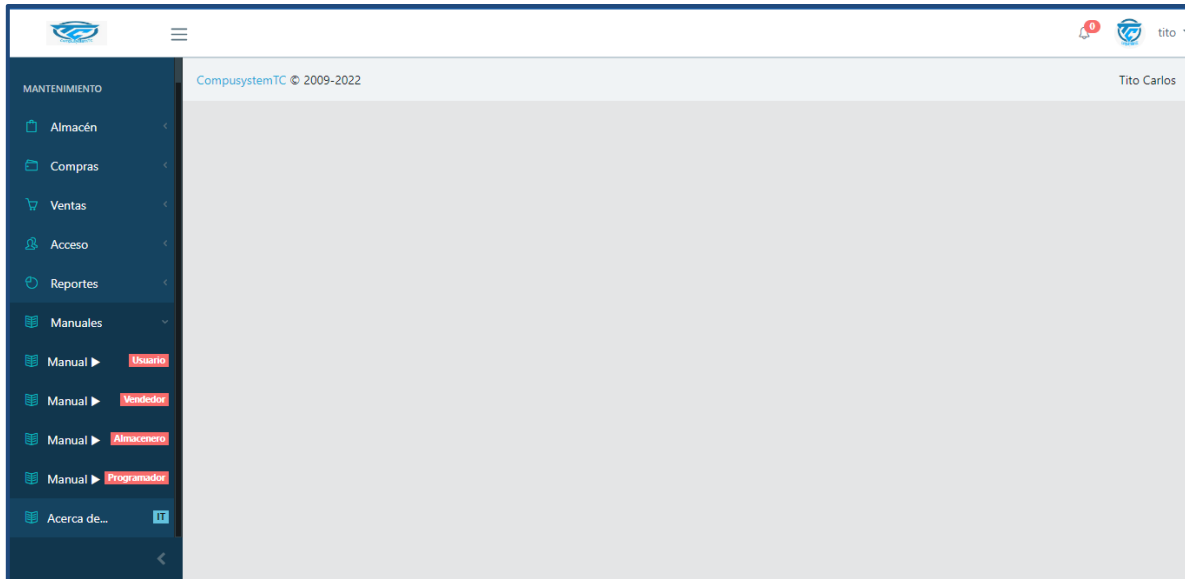 0
tito
CompusystemTC © 2009-2022
Tito Carlos
MANTENIMIENTO
Almacén
Compras
Ventas
Acceso
Reportes
Manuales
Manual ▶ Usuario
Manual ▶ Vendedor
Manual ▶ Almacenero
Manual ▶ Programador
Acerca de... IT